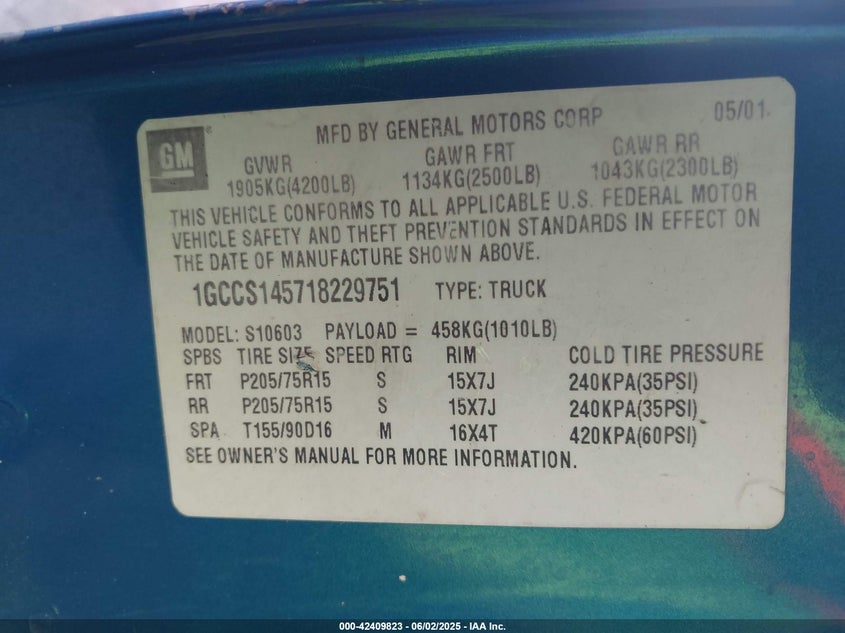 05/01
MFD BY GENERAL MOTORS CORP
GM®
GVWR GAWR FRT GAWR RR
1905KG(4200LB) 1134KG(2500LB) 1043KG(2300LB)
THIS VEHICLE CONFORMS TO ALL APPLICABLE U.S. FEDERAL MOTOR
VEHICLE SAFETY AND THEFT PREVENTION STANDARDS IN EFFECT ON
THE DATE OF MANUFACTURE SHOWN ABOVE.
1GCCS145718229751 TYPE: TRUCK
MODEL: S10603 PAYLOAD = 458KG(1010LB)
SPBS TIRE SIZE SPEED RTG RIM COLD TIRE PRESSURE
FRT P205/75R15 S 15X7J 240KPA(35PSI)
RR P205/75R15 S 15X7J 240KPA(35PSI)
SPA T155/90D16 M 16X4T 420KPA(60PSI)
SEE OWNER'S MANUAL FOR MORE INFORMATION.
000-42409823 - 06/02/2025 - IAA Inc.